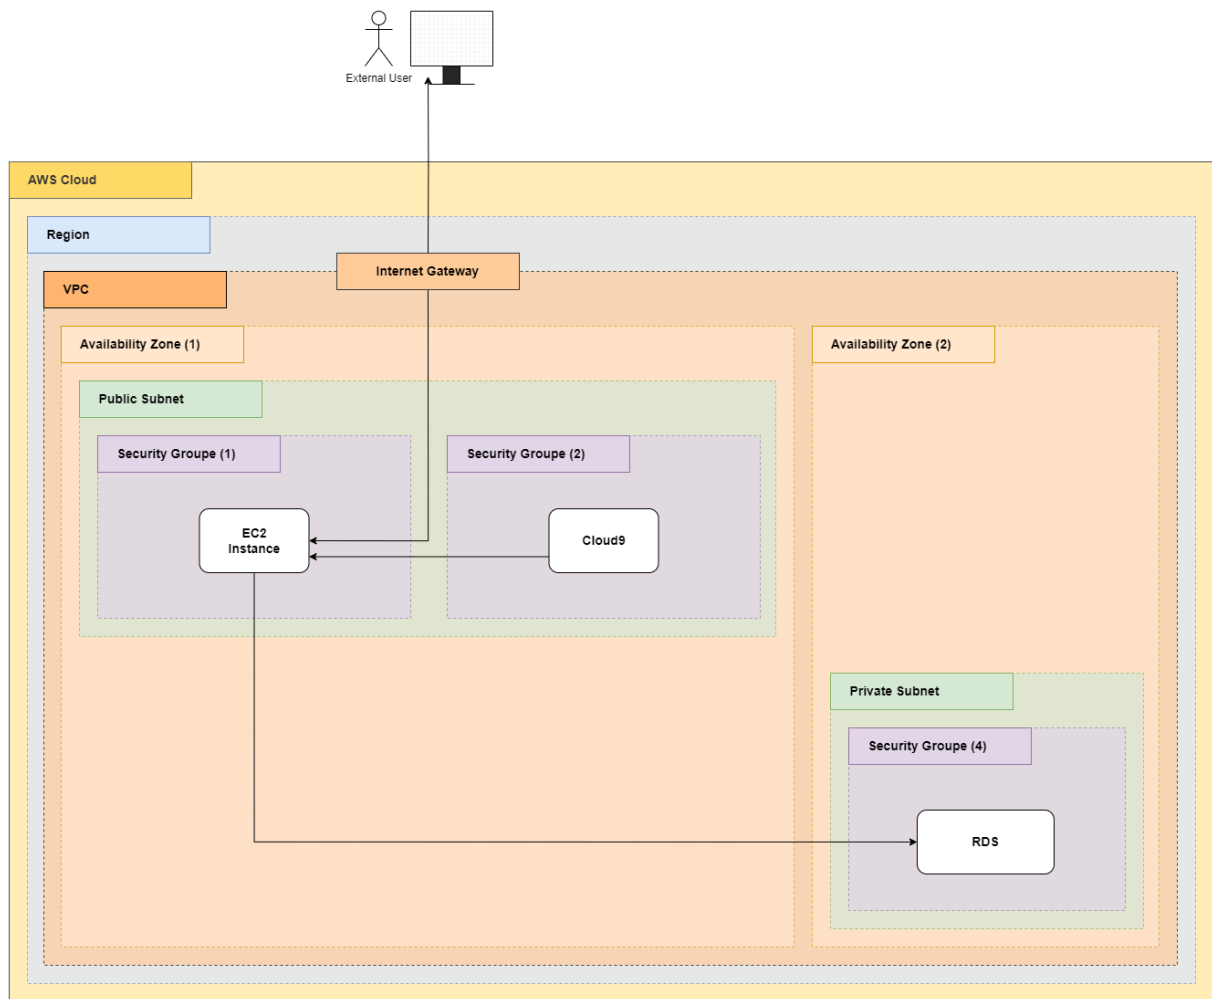 External User
AWS Cloud
Region
Internet Gateway
VPC
Availability Zone (1)
Availability Zone (2)
Public Subnet
Security Groupe (1)
Security Groupe (2)
EC2
Instance
Cloud9
Private Subnet
Security Groupe (4)
RDS